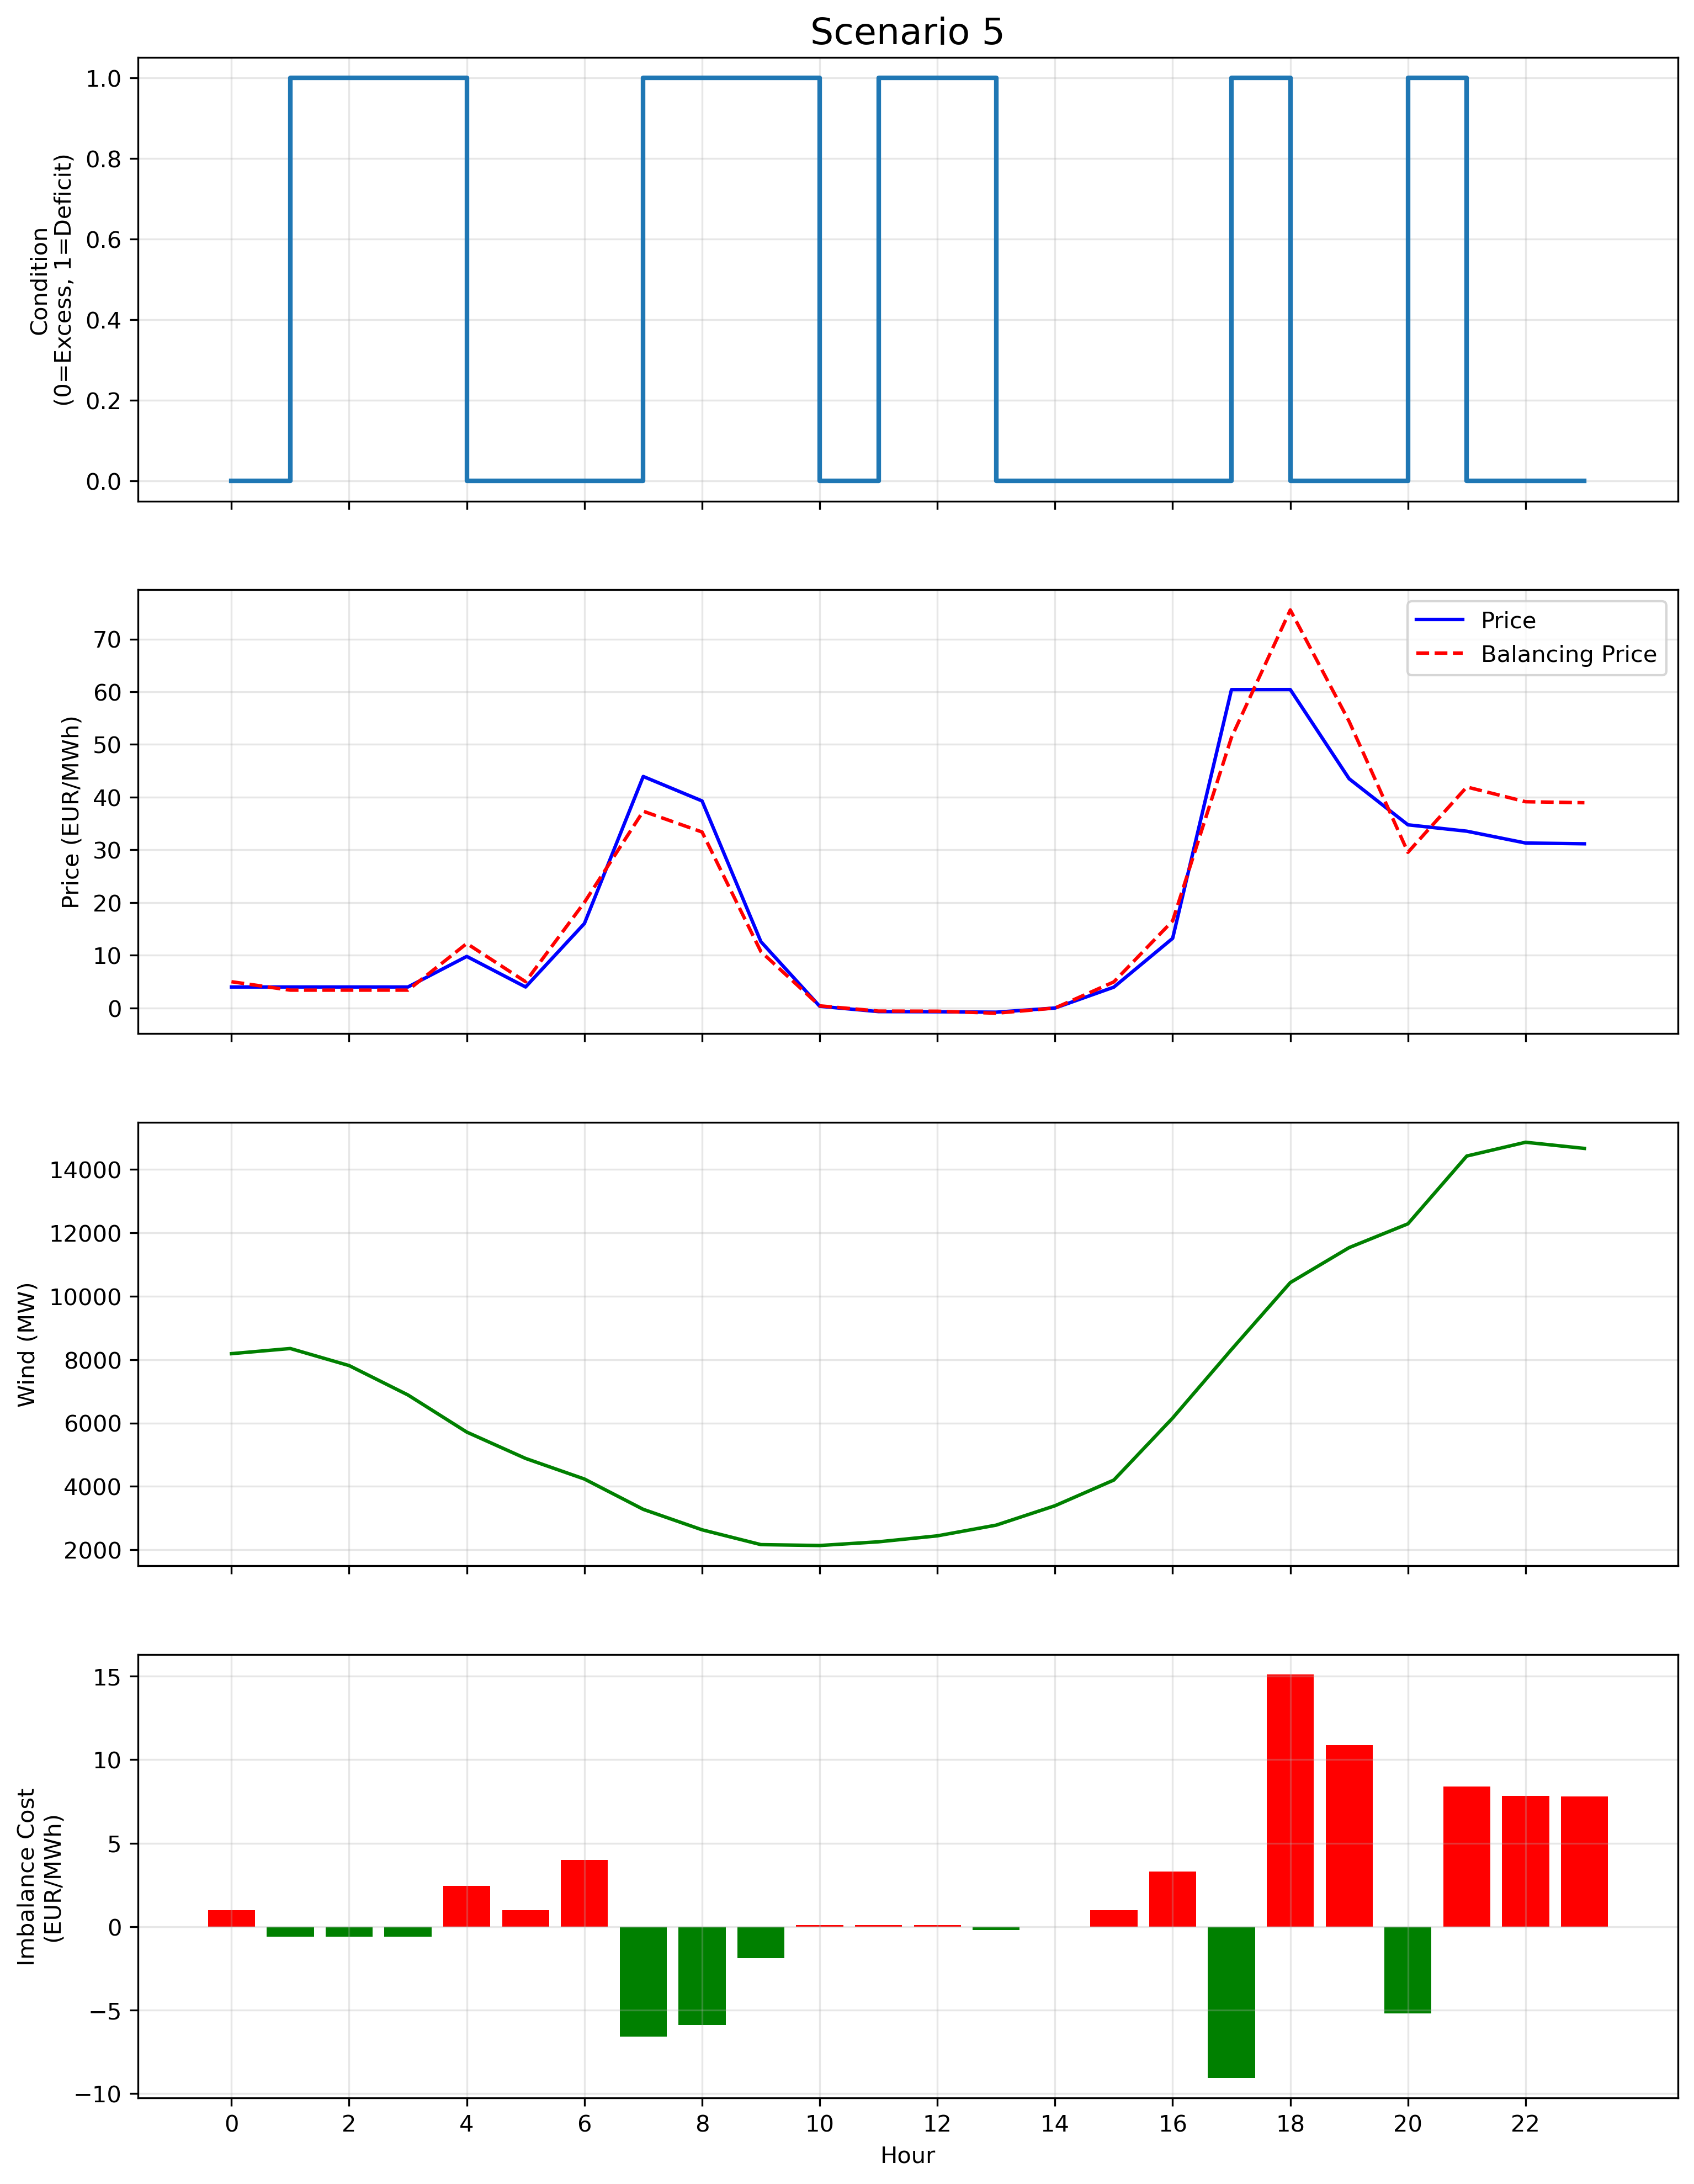 Scenario 5
1.0
0.8
0.6
0.4
0.2
0.0
Condition
(0=Excess, 1=Deficit)
70
60
50
40
30
20
10
0
Price (EUR/MWh)
Price
Balancing Price
14000
12000
10000
8000
6000
4000
2000
Wind (MW)
15
10
5
0
−5
−10
Imbalance Cost
(EUR/MWh)
0 2 4 6 8 10 12 14 16 18 20 22
Hour